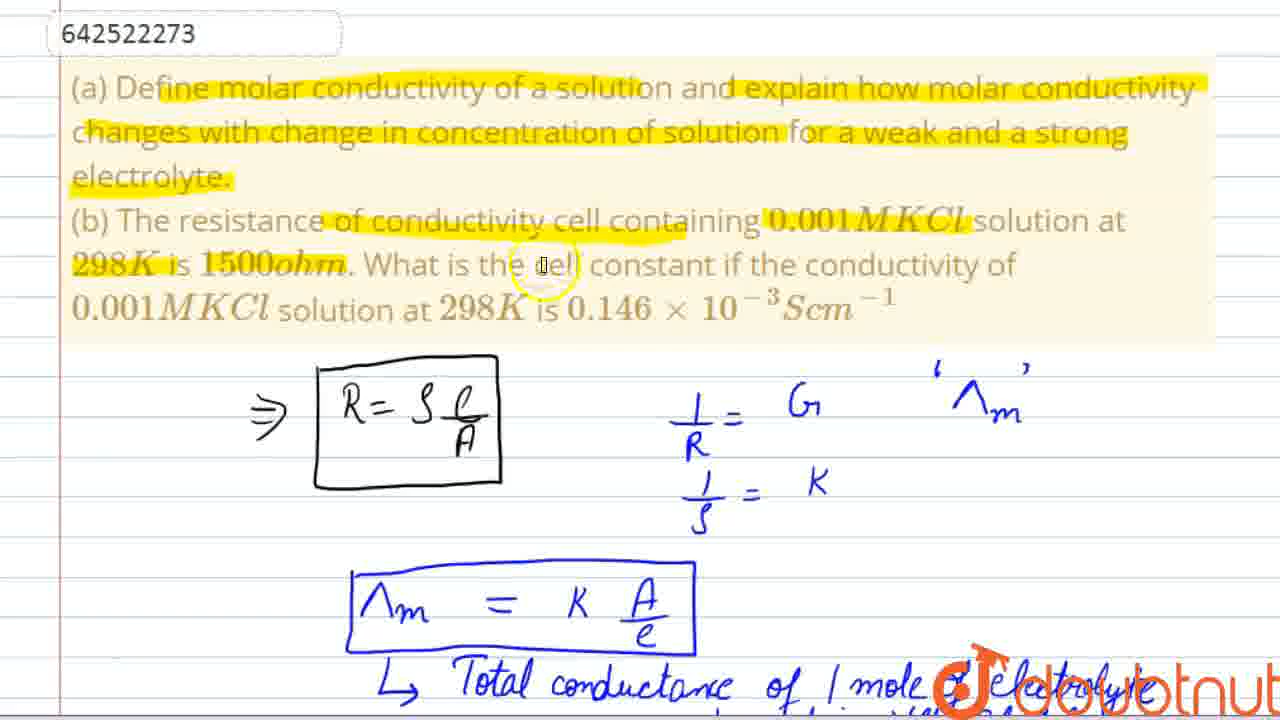 642522273
(a) Define molar conductivity of a solution and explain how molar conductivity
changes with change in concentration of solution for a weak and a strong
electrolyte.
(b) The resistance of conductivity cell containing 0.001MKCl solution at
298K is 1500ohm. What is the cell constant if the conductivity of
0.001MKCl solution at 298K is 0.146 × 10⁻³Scm⁻¹
⇒ R = ρ l/A
1/R = G ‘Λm’
1/ρ = K
Λm = K A/l
↳ Total conductance of 1 mole of electrolyte
doubtnut